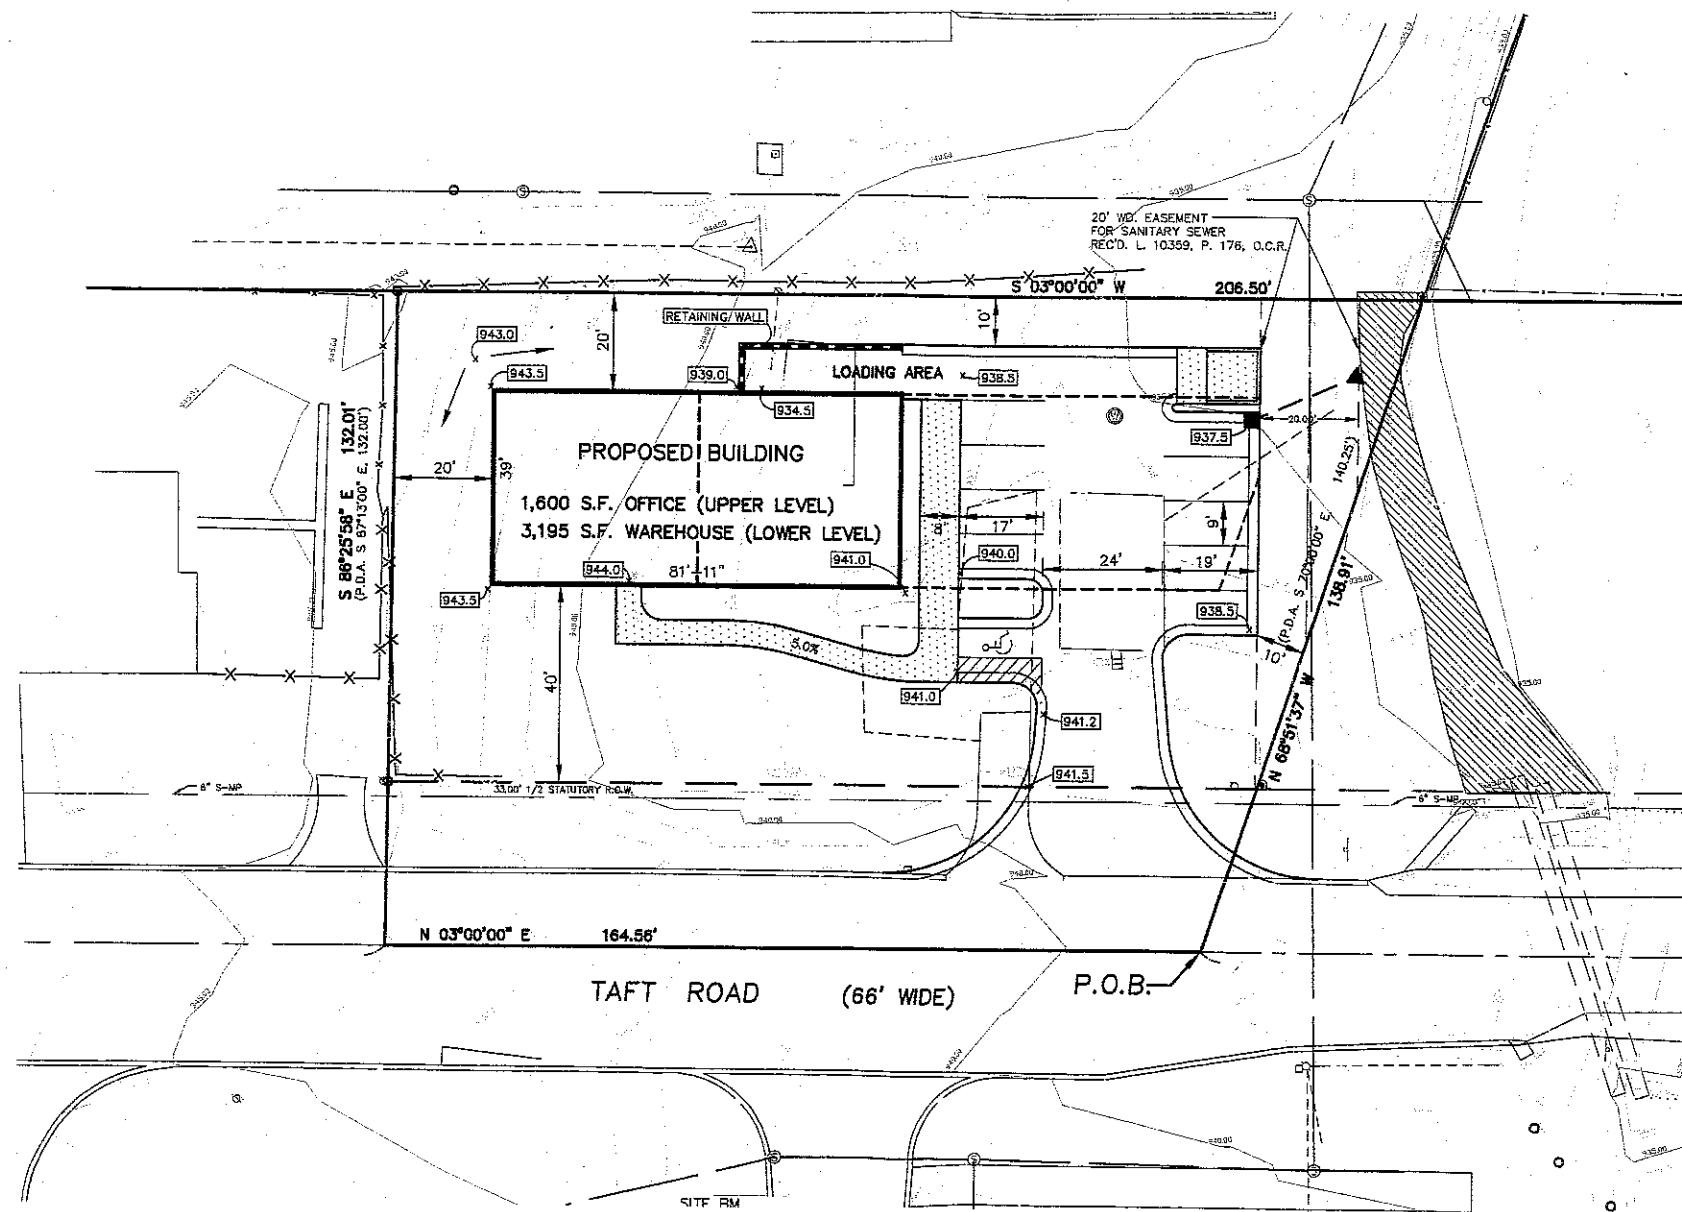 20' WD. EASEMENT
FOR SANITARY SEWER
REC'D. L. 10359, P. 176, O.C.R.
S 03°00'00" W 206.50'
RETAINING WALL
943.0
20'
10'
943.5
939.0
LOADING AREA
938.5
934.5
937.5
20.00'
PROPOSED BUILDING
39'
20'
1,600 S.F. OFFICE (UPPER LEVEL)
3,195 S.F. WAREHOUSE (LOWER LEVEL)
8'
17'
9'
24'
19'
940.0
941.0
944.0
81'-11"
943.5
938.5
S 86°25'58" E 132.01'
(P.D.A. S 87°13'00" E, 132.00')
(P.D.A. S 70°00'00" E, 140.25')
138.91'
N 68°51'37" W
10'
5.0%
40'
941.0
941.2
941.5
6" S-MP
33.00' 1/2 STATUTORY R.O.W.
6" S-MP
N 03°00'00" E 164.56'
TAFT ROAD (66' WIDE)
P.O.B.
SITE BM